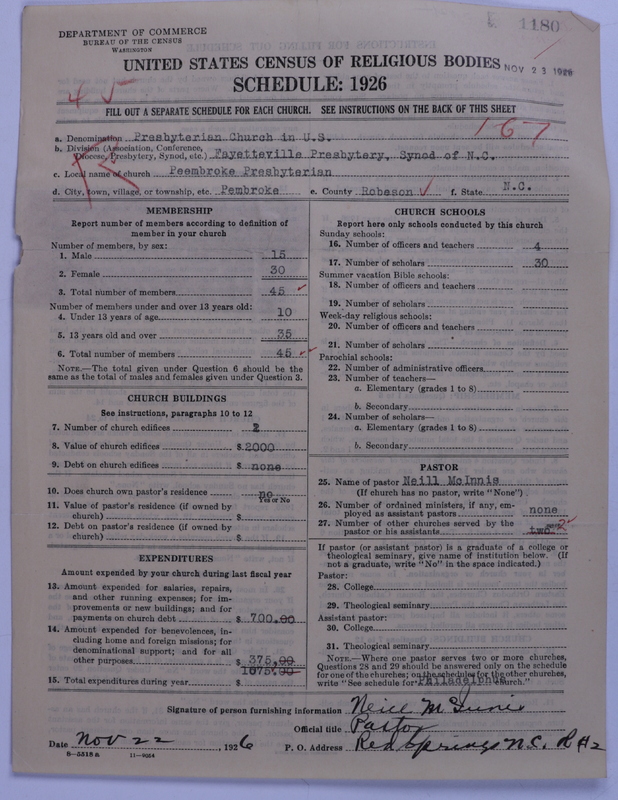 1180
DEPARTMENT OF COMMERCE
BUREAU OF THE CENSUS
WASHINGTON
UNITED STATES CENSUS OF RELIGIOUS BODIES
NOV 23 1926
SCHEDULE: 1926
45
FILL OUT A SEPARATE SCHEDULE FOR EACH CHURCH. SEE INSTRUCTIONS ON THE BACK OF THIS SHEET
167
a. Denomination Presbyterian Church in U.S.
b. Division (Association, Conference, Diocese, Presbytery, Synod, etc.) Fayetteville Presbytery, Synod of N.C.
c. Local name of church Peembroke Presbyterian
d. City, town, village, or township, etc. Pembroke e. County Robeson f. State N.C.
MEMBERSHIP
Report number of members according to definition of
member in your church
Number of members, by sex:
1. Male 15
2. Female 30
3. Total number of members 45
Number of members under and over 13 years old:
4. Under 13 years of age 10
5. 13 years old and over 35
6. Total number of members 45
NOTE.—The total given under Question 6 should be
same as the total of males and females given under Question 3.
CHURCH BUILDINGS
See instructions, paragraphs 10 to 12
7. Number of church edifices
8. Value of church edifices $ 2000
9. Debt on church edifices $ none
10. Does church own pastor's residence no
Yes or No
11. Value of pastor's residence (if owned by
church) $
12. Debt on pastor's residence (if owned by
church) $
EXPENDITURES
Amount expended by your church during last fiscal year
13. Amount expended for salaries, repairs,
and other running expenses; for im-
provements or new buildings; and for
payments on church debt $ 700.00
14. Amount expended for benevolences, in-
cluding home and foreign missions; for
denominational support; and for all
other purposes $ 375.00
15. Total expenditures during year $ 1075.00
CHURCH SCHOOLS
Report here only schools conducted by this church
Sunday schools:
16. Number of officers and teachers 4
17. Number of scholars 30
Summer vacation Bible schools:
18. Number of officers and teachers
19. Number of scholars
Week-day religious schools:
20. Number of officers and teachers
21. Number of scholars
Parochial schools:
22. Number of administrative officers
23. Number of teachers—
a. Elementary (grades 1 to 8)
b. Secondary
24. Number of scholars—
a. Elementary (grades 1 to 8)
b. Secondary
PASTOR
25. Name of pastor Neill McInnis
(If church has no pastor, write "None")
26. Number of ordained ministers, if any, em-
ployed as assistant pastors none
27. Number of other churches served by the
pastor or his assistants two 2
If pastor (or assistant pastor) is a graduate of a college or
theological seminary, give name of institution below. (If
not a graduate, write "No" in the space indicated.)
Pastor:
28. College
29. Theological seminary
Assistant pastor:
30. College
31. Theological seminary
NOTE.—Where one pastor serves two or more churches,
Questions 28 and 29 should be answered only on the schedule
for one of the churches; on the schedules for the other churches,
write "See schedule for Philadelphus church."
Signature of person furnishing information Neill McInnis
Official title Pastor
Date Nov 22, 1926 P. O. Address Red Springs N.C. R#2
8—5518a 11—9054